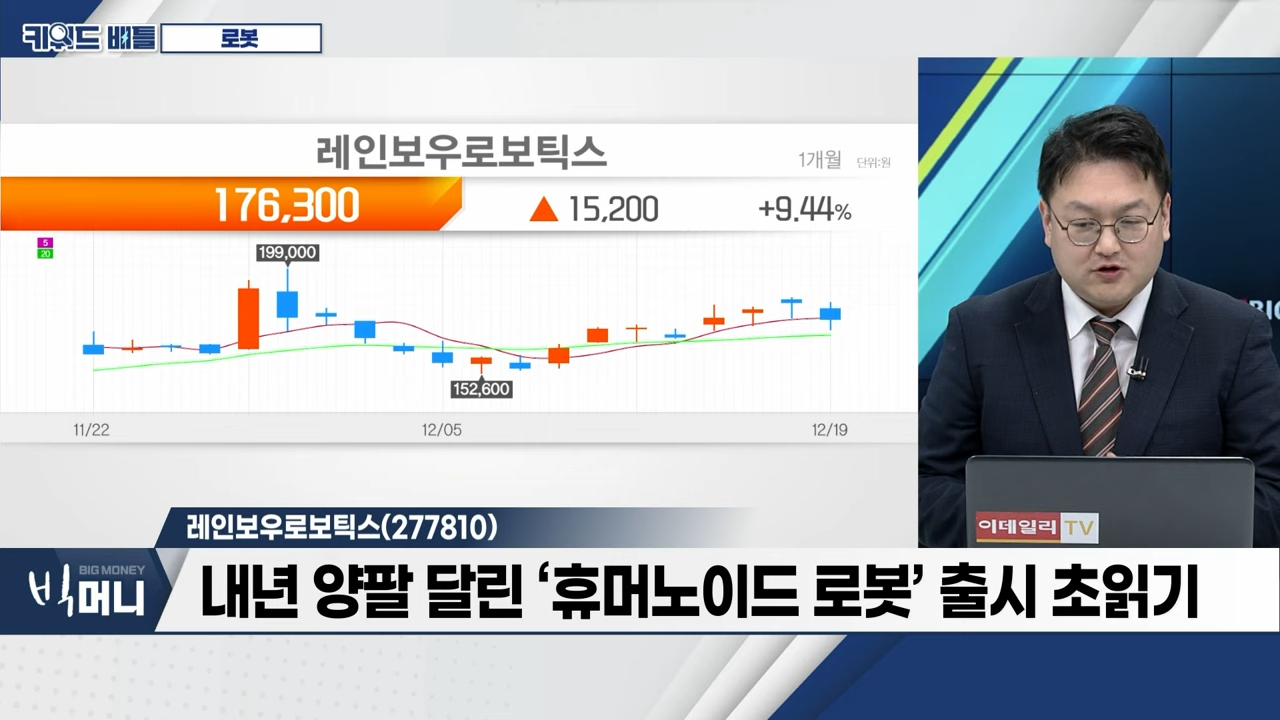 키워드 배틀 로봇
레인보우로보틱스
1개월 단위:원
176,300 ▲ 15,200 +9.44%
5
20
199,000
152,600
11/22 12/05 12/19
BIG
이데일리 TV
레인보우로보틱스(277810)
BIG MONEY
빅머니
내년 양팔 달린 ‘휴머노이드 로봇’ 출시 초읽기